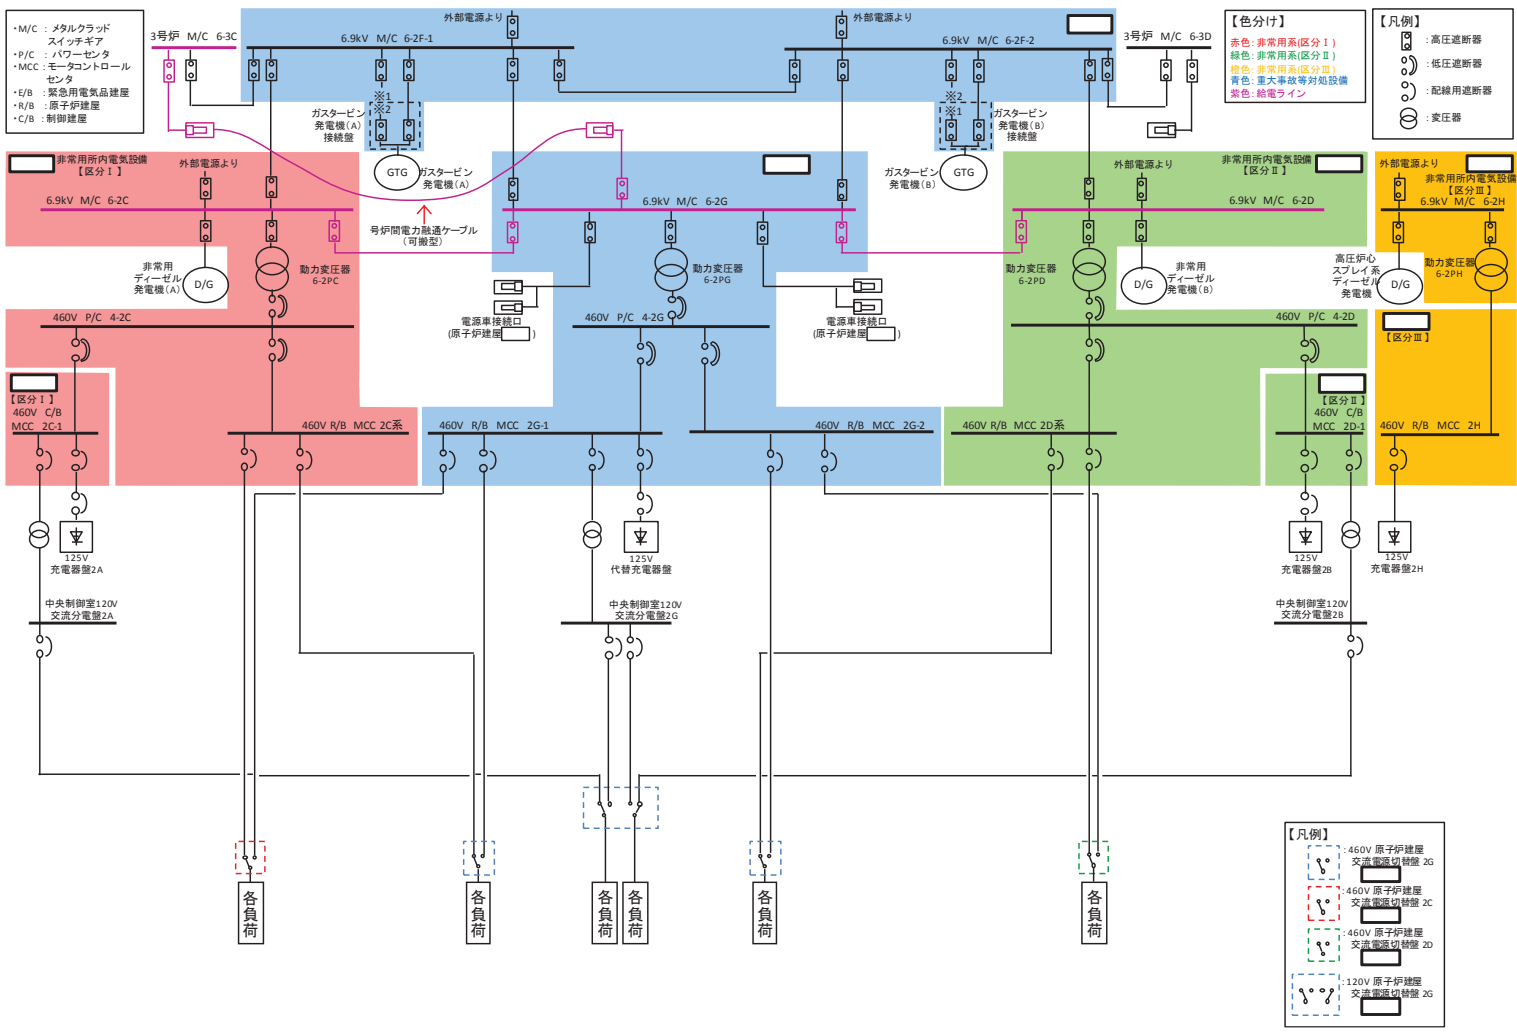 ・M/C : メタルクラッド
スイッチギア
・P/C : パワーセンタ
・MCC : モータコントロール
センタ
・E/B : 緊急用電気品建屋
・R/B : 原子炉建屋
・C/B : 制御建屋
3号炉 M/C 6-3C
外部電源より
6.9kV M/C 6-2F-1
外部電源より
6.9kV M/C 6-2F-2
3号炉 M/C 6-3D
【色分け】
赤色: 非常用系(区分Ⅰ)
緑色: 非常用系(区分Ⅱ)
橙色: 非常用系(区分Ⅲ)
青色: 重大事故等対処設備
紫色: 給電ライン
【凡例】
: 高圧遮断器
: 低圧遮断器
: 配線用遮断器
: 変圧器
ガスタービン
発電機(A)
接続盤
※1
※2
GTG
ガスタービン
発電機(A)
※2
※1
ガスタービン
発電機(B)
接続盤
ガスタービン
発電機(B)
GTG
非常用所内電気設備
【区分Ⅰ】
外部電源より
6.9kV M/C 6-2C
非常用
ディーゼル
発電機(A)
D/G
動力変圧器
6-2PC
号炉間電力融通ケーブル
(可搬型)
6.9kV M/C 6-2G
動力変圧器
6-2PG
外部電源より
非常用所内電気設備
【区分Ⅱ】
6.9kV M/C 6-2D
動力変圧器
6-2PD
D/G
非常用
ディーゼル
発電機(B)
外部電源より
非常用所内電気設備
【区分Ⅲ】
6.9kV M/C 6-2H
高圧炉心
スプレイ系
ディーゼル
発電機
D/G
動力変圧器
6-2PH
460V P/C 4-2C
電源車接続口
(原子炉建屋 )
460V P/C 4-2G
電源車接続口
(原子炉建屋 )
460V P/C 4-2D
【区分Ⅲ】
【区分Ⅰ】
460V C/B
MCC 2C-1
460V R/B MCC 2C系
460V R/B MCC 2G-1
460V R/B MCC 2G-2
460V R/B MCC 2D系
【区分Ⅱ】
460V C/B
MCC 2D-1
460V R/B MCC 2H
125V
充電器盤2A
125V
代替充電器盤
125V
充電器盤2B
125V
充電器盤2H
中央制御室120V
交流分電盤2A
中央制御室120V
交流分電盤2G
中央制御室120V
交流分電盤2B
各負荷
各負荷
各負荷
各負荷
各負荷
各負荷
【凡例】
: 460V 原子炉建屋
交流電源切替盤 2G
: 460V 原子炉建屋
交流電源切替盤 2C
: 460V 原子炉建屋
交流電源切替盤 2D
: 120V 原子炉建屋
交流電源切替盤 2G